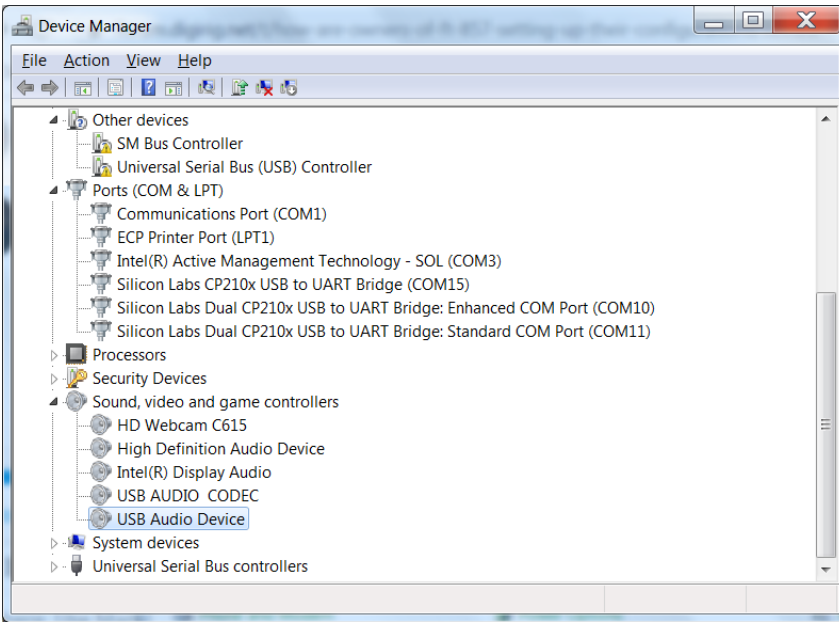 Device Manager
File Action View Help
Other devices
SM Bus Controller
Universal Serial Bus (USB) Controller
Ports (COM & LPT)
Communications Port (COM1)
ECP Printer Port (LPT1)
Intel(R) Active Management Technology - SOL (COM3)
Silicon Labs CP210x USB to UART Bridge (COM15)
Silicon Labs Dual CP210x USB to UART Bridge: Enhanced COM Port (COM10)
Silicon Labs Dual CP210x USB to UART Bridge: Standard COM Port (COM11)
Processors
Security Devices
Sound, video and game controllers
HD Webcam C615
High Definition Audio Device
Intel(R) Display Audio
USB AUDIO  CODEC
USB Audio Device
System devices
Universal Serial Bus controllers